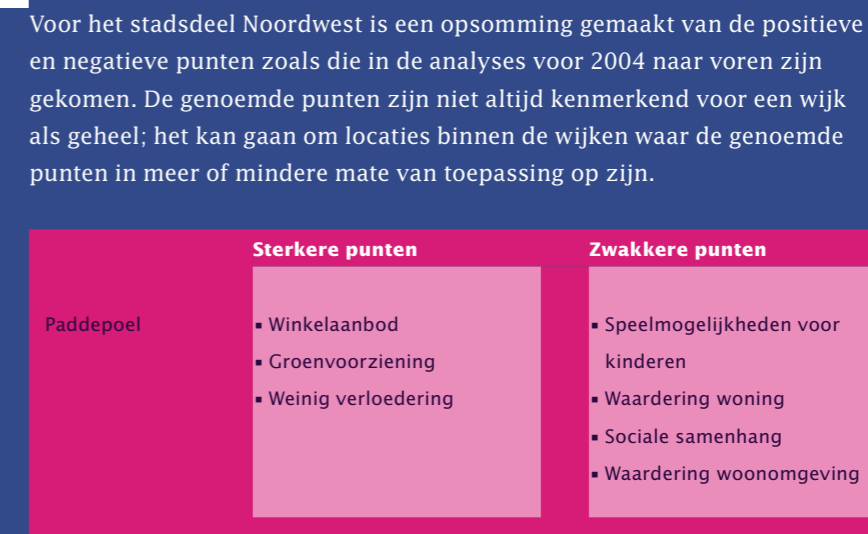 Voor het stadsdeel Noordwest is een opsomming gemaakt van de positieve
en negatieve punten zoals die in de analyses voor 2004 naar voren zijn
gekomen. De genoemde punten zijn niet altijd kenmerkend voor een wijk
als geheel; het kan gaan om locaties binnen de wijken waar de genoemde
punten in meer of mindere mate van toepassing op zijn.
Sterkere punten
Zwakkere punten
Paddepoel
▪ Winkelaanbod
▪ Groenvoorziening
▪ Weinig verloedering
▪ Speelmogelijkheden voor
kinderen
▪ Waardering woning
▪ Sociale samenhang
▪ Waardering woonomgeving